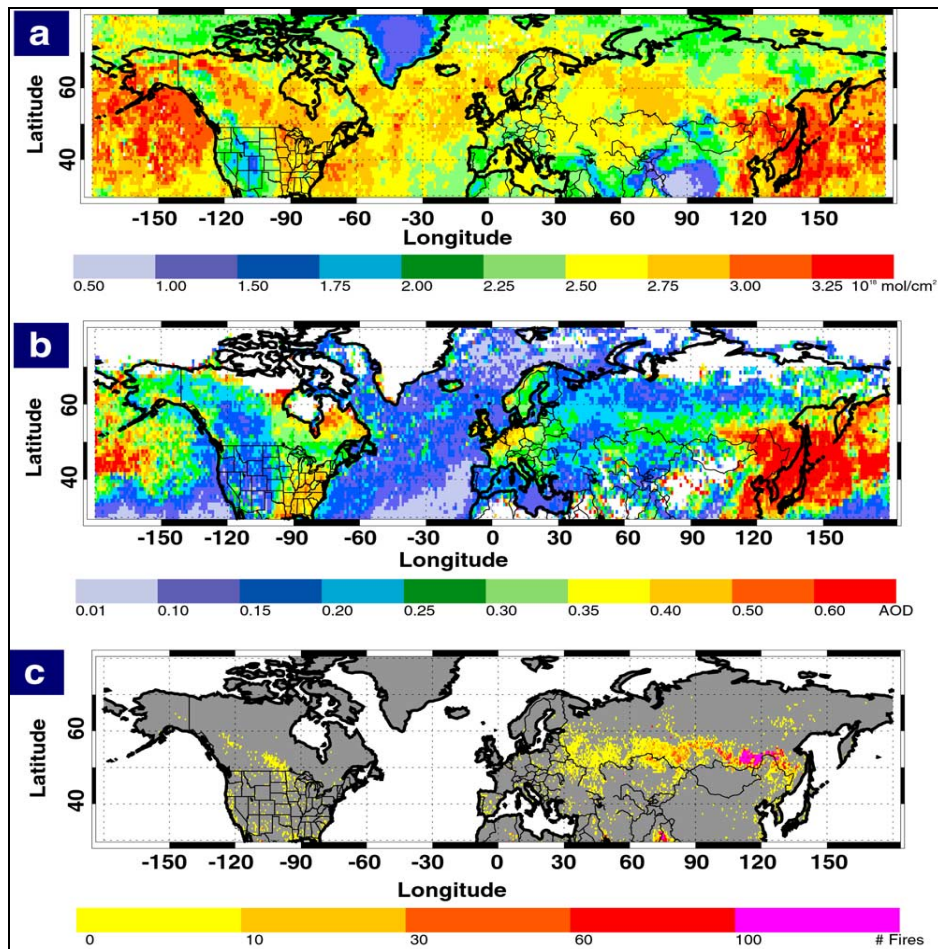 a
Latitude
60
40
-150 -120 -90 -60 -30 0 30 60 90 120 150
Longitude
0.50 1.00 1.50 1.75 2.00 2.25 2.50 2.75 3.00 3.25 10¹⁸ mol/cm²
b
Latitude
60
40
-150 -120 -90 -60 -30 0 30 60 90 120 150
Longitude
0.01 0.10 0.15 0.20 0.25 0.30 0.35 0.40 0.50 0.60 AOD
c
Latitude
60
40
-150 -120 -90 -60 -30 0 30 60 90 120 150
Longitude
0 10 30 60 100 # Fires